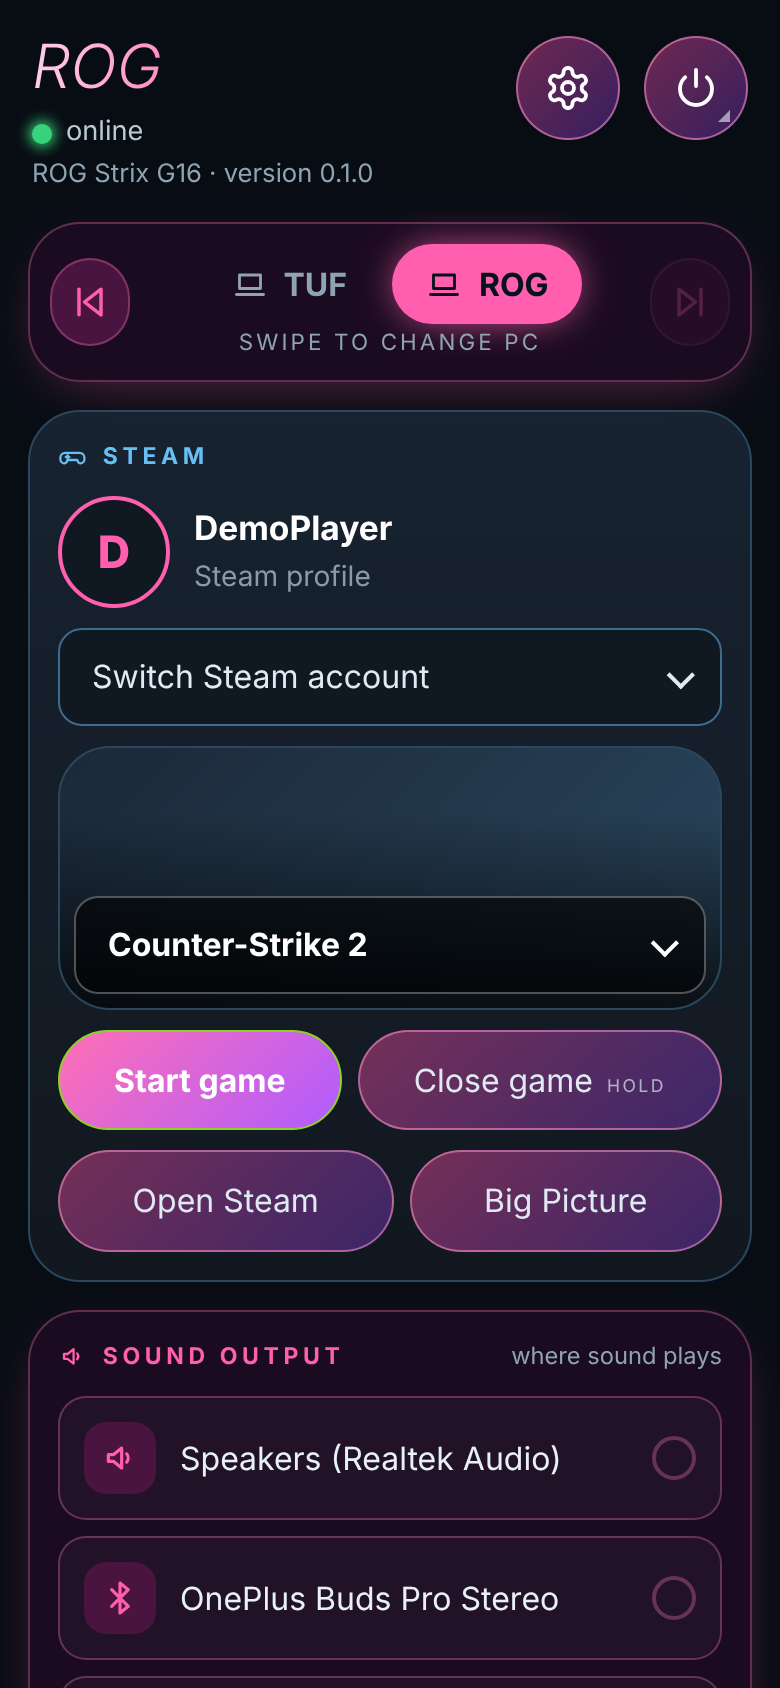 ROG
online
ROG Strix G16 · version 0.1.0
TUF
ROG
SWIPE TO CHANGE PC
STEAM
D
DemoPlayer
Steam profile
Switch Steam account
Counter-Strike 2
Start game
Close game HOLD
Open Steam
Big Picture
SOUND OUTPUT
where sound plays
Speakers (Realtek Audio)
OnePlus Buds Pro Stereo